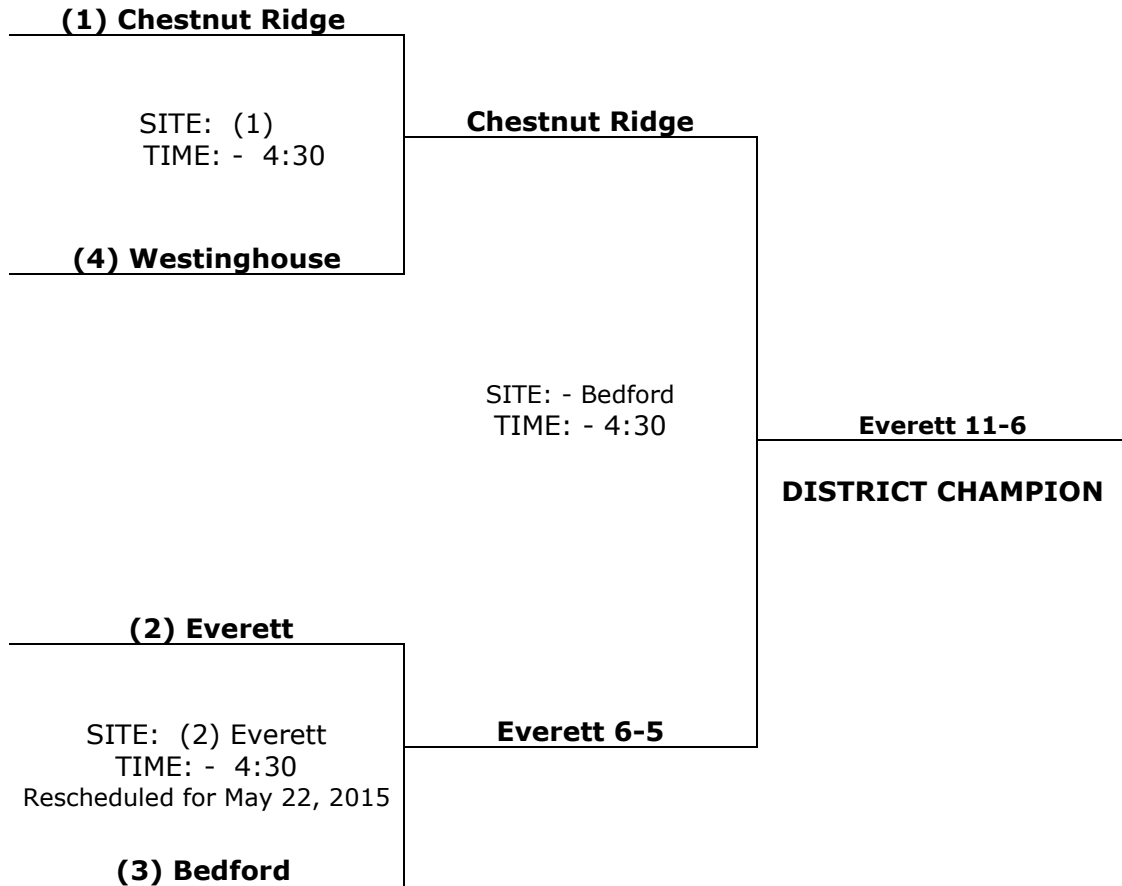 (1) Chestnut Ridge
SITE: (1)
TIME: - 4:30
Chestnut Ridge
(4) Westinghouse
SITE: - Bedford
TIME: - 4:30
Everett 11-6
DISTRICT CHAMPION
(2) Everett
SITE: (2) Everett
TIME: - 4:30
Rescheduled for May 22, 2015
Everett 6-5
(3) Bedford